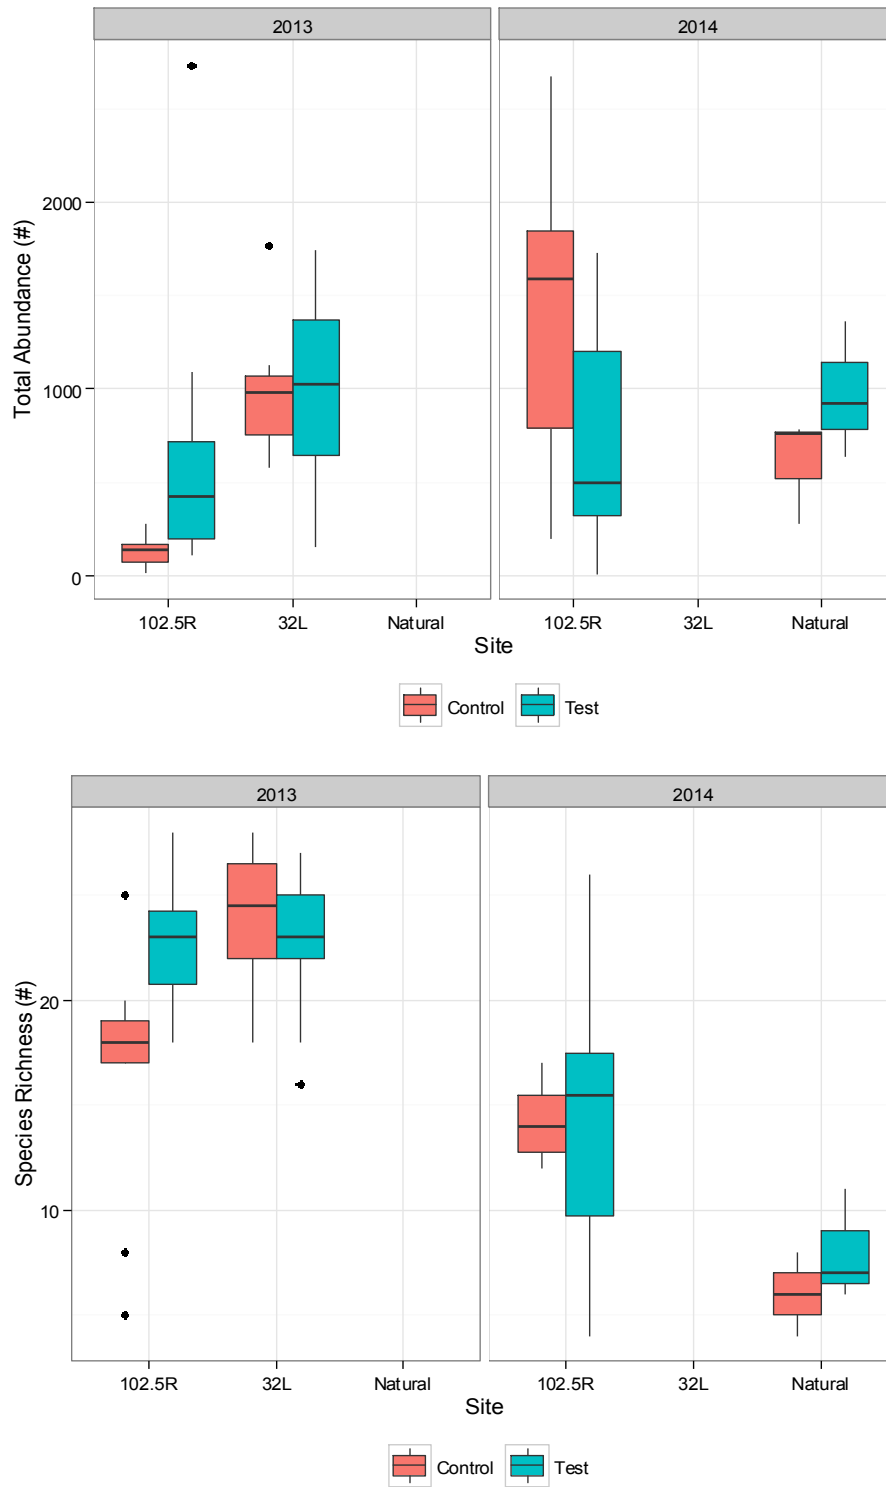 2013 2014
Total Abundance (#)
2000
1000
0
102.5R 32L Natural 102.5R 32L Natural
Site
Control Test
2013 2014
Species Richness (#)
20
10
102.5R 32L Natural 102.5R 32L Natural
Site
Control Test